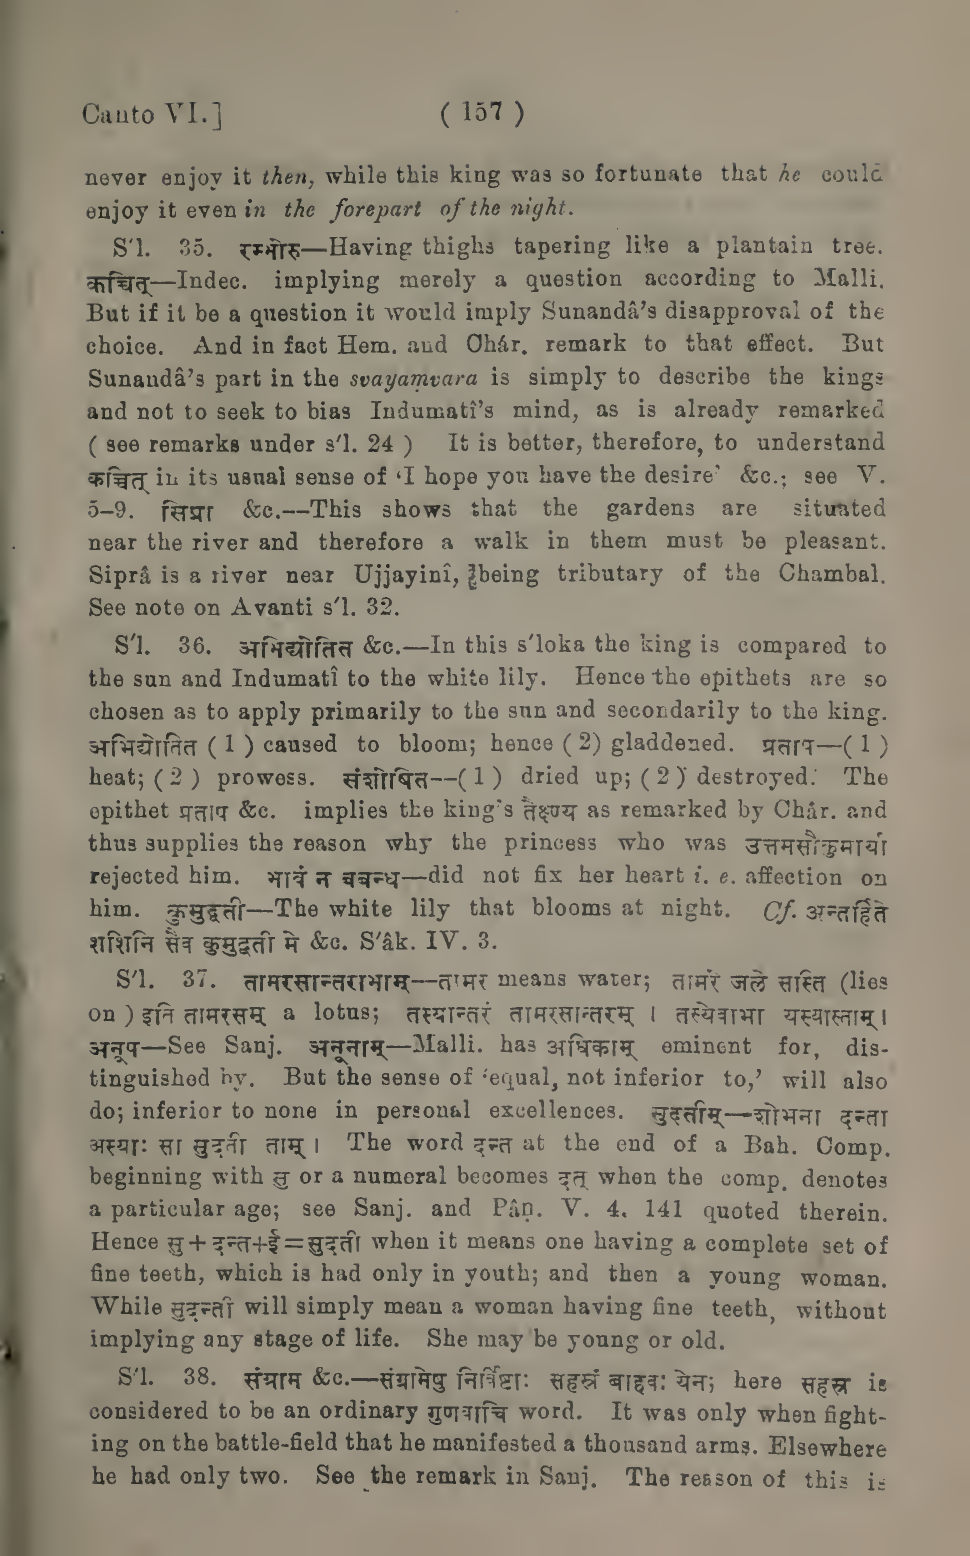 Canto VI.] ( 157 )
never enjoy it then, while this king was so fortunate that he could
enjoy it even in the forepart of the night.
S'l. 35. रम्भोरु—Having thighs tapering like a plantain tree.
कच्चित्—Indec. implying merely a question according to Malli.
But if it be a question it would imply Sunandâ's disapproval of the
choice. And in fact Hem. and Châr. remark to that effect. But
Sunandâ's part in the svayaṃvara is simply to describe the kings
and not to seek to bias Indumatî's mind, as is already remarked
( see remarks under s'l. 24 ) It is better, therefore, to understand
कच्चित् in its usual sense of ‘I hope you have the desire’ &c.; see V.
5–9. सिप्रा &c.--This shows that the gardens are situated
near the river and therefore a walk in them must be pleasant.
Siprâ is a river near Ujjayinî, being tributary of the Chambal.
See note on Avanti s'l. 32.
S'l. 36. अभिद्योतित &c.—In this s'loka the king is compared to
the sun and Indumatî to the white lily. Hence the epithets are so
chosen as to apply primarily to the sun and secondarily to the king.
अभिद्योतित ( 1 ) caused to bloom; hence ( 2) gladdened. प्रताप—( 1 )
heat; ( 2 ) prowess. संशोषित--( 1 ) dried up; ( 2 ) destroyed. The
epithet प्रताप &c. implies the king's तैक्ष्ण्य as remarked by Châr. and
thus supplies the reason why the princess who was उत्तमसौकुमार्या
rejected him. भावं न बबन्ध—did not fix her heart i. e. affection on
him. कुमुद्वती—The white lily that blooms at night. Cf. अन्तर्हिते
शशिनि सैव कुमुद्वती मे &c. S'âk. IV. 3.
S'l. 37. तामरसान्तराभाम्—तामर means water; तामरे जले सस्ति (lies
on ) इति तामरसम् a lotus; तस्यान्तरं तामरसान्तरम् । तस्येवाभा यस्यास्ताम् ।
अनूप—See Sanj. अनूनाम्—Malli. has अधिकाम् eminent for, dis-
tinguished by. But the sense of ‘equal, not inferior to,’ will also
do; inferior to none in personal excellences. सुदतीम्—शोभना दन्ता
अस्याः सा सुदती ताम् । The word दन्त at the end of a Bah. Comp.
beginning with सु or a numeral becomes दत् when the comp. denotes
a particular age; see Sanj. and Pâṇ. V. 4. 141 quoted therein.
Hence सु+दन्त+ई=सुदती when it means one having a complete set of
fine teeth, which is had only in youth; and then a young woman.
While सुदन्ती will simply mean a woman having fine teeth, without
implying any stage of life. She may be young or old.
S'l. 38. संग्राम &c.—संग्रामेषु निर्विष्टाः सहस्रं बाहवः येन; here सहस्र is
considered to be an ordinary गुणवाचि word. It was only when fight-
ing on the battle-field that he manifested a thousand arms. Elsewhere
he had only two. See the remark in Sanj. The reason of this is